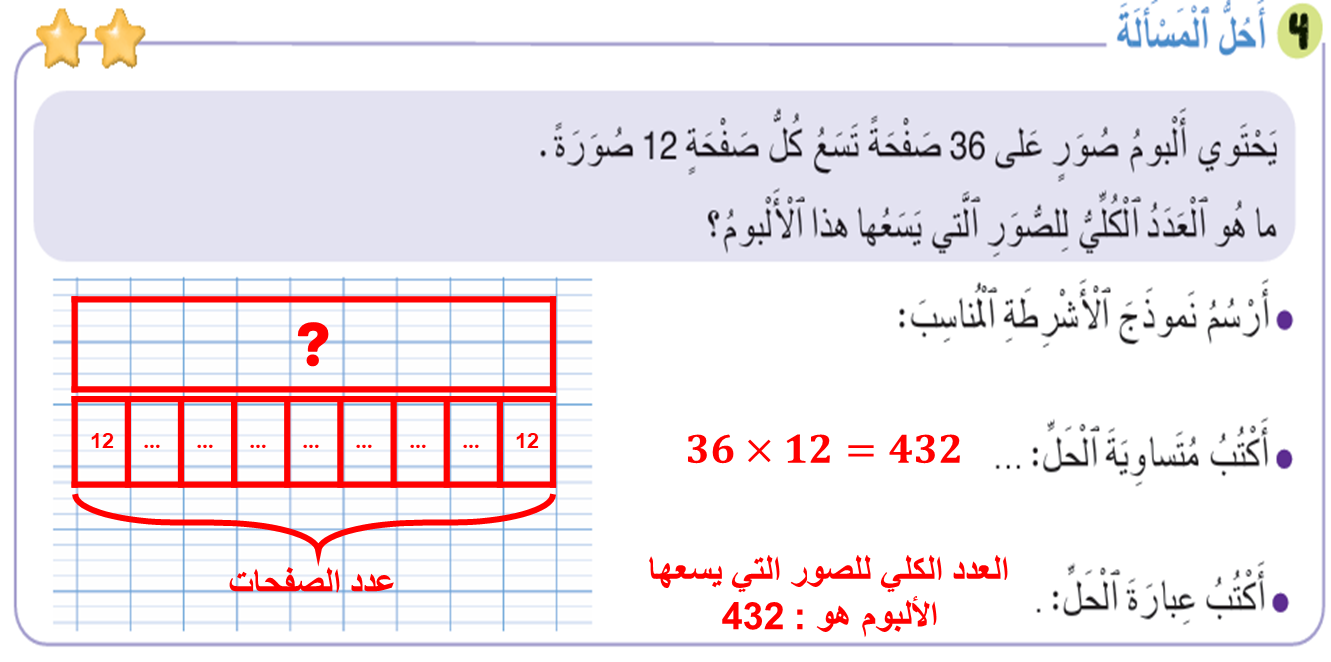 4 أَحُلُّ ٱلْمَسْأَلَةَ
يَحْتَوي أَلْبومُ صُوَرٍ عَلى 36 صَفْحَةً تَسَعُ كُلُّ صَفْحَةٍ 12 صُورَةً.
ما هُو ٱلْعَدَدُ ٱلْكُلِّيُّ لِلصُّوَرِ ٱلَّتي يَسَعُها هذا ٱلْأَلْبومُ؟
• أَرْسُمُ نَموذَجَ ٱلْأَشْرِطَةِ ٱلْمُناسِبَ:
?
12 ... ... ... ... ... ... ... 12
عدد الصفحات
• أَكْتُبُ مُتَساوِيَةَ ٱلْحَلِّ: ... 36 × 12 = 432
• أَكْتُبُ عِبارَةَ ٱلْحَلِّ: .
العدد الكلي للصور التي يسعها
الألبوم هو : 432